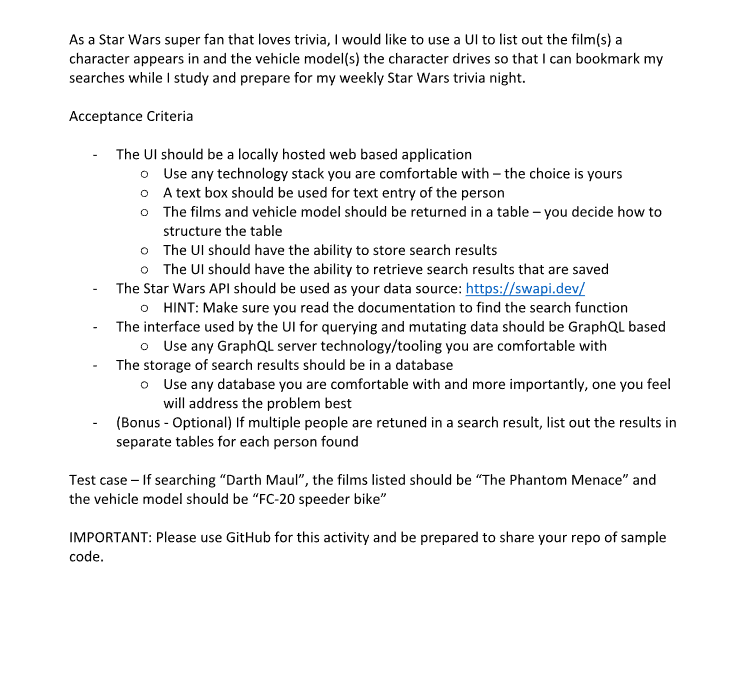 As a Star Wars super fan that loves trivia, I would like to use a UI to list out the film(s) a
character appears in and the vehicle model(s) the character drives so that I can bookmark my
searches while I study and prepare for my weekly Star Wars trivia night.
Acceptance Criteria
- The UI should be a locally hosted web based application
o Use any technology stack you are comfortable with – the choice is yours
o A text box should be used for text entry of the person
o The films and vehicle model should be returned in a table – you decide how to
structure the table
o The UI should have the ability to store search results
o The UI should have the ability to retrieve search results that are saved
- The Star Wars API should be used as your data source: https://swapi.dev/
o HINT: Make sure you read the documentation to find the search function
- The interface used by the UI for querying and mutating data should be GraphQL based
o Use any GraphQL server technology/tooling you are comfortable with
- The storage of search results should be in a database
o Use any database you are comfortable with and more importantly, one you feel
will address the problem best
- (Bonus - Optional) If multiple people are retuned in a search result, list out the results in
separate tables for each person found
Test case – If searching “Darth Maul”, the films listed should be “The Phantom Menace” and
the vehicle model should be “FC-20 speeder bike”
IMPORTANT: Please use GitHub for this activity and be prepared to share your repo of sample
code.